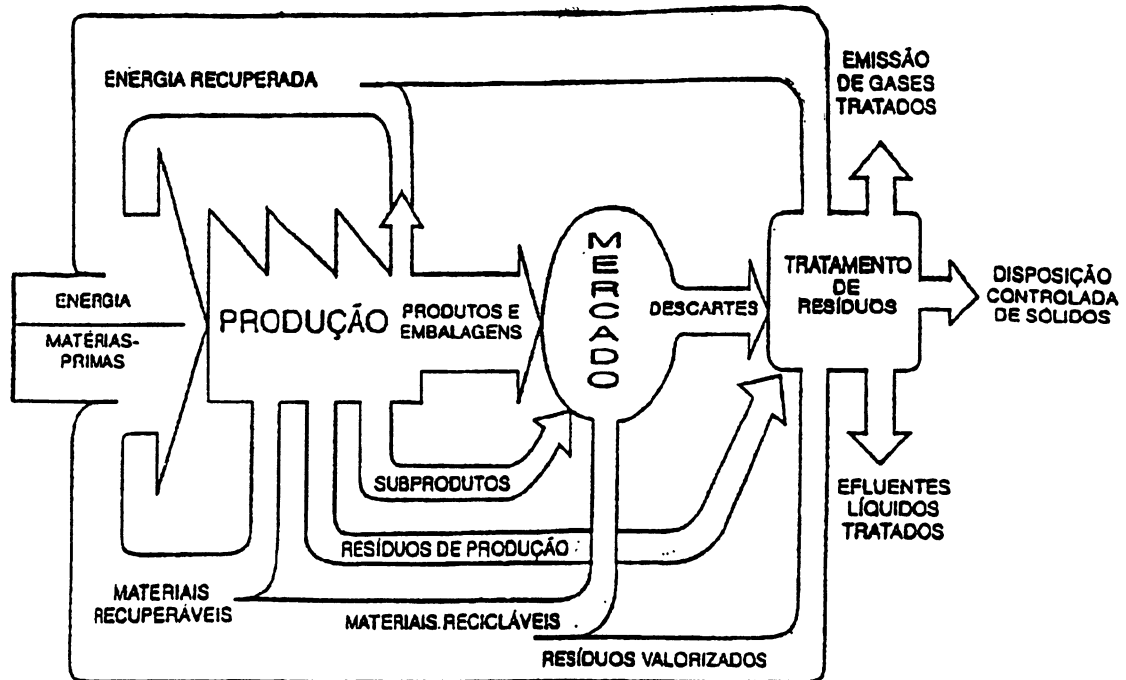 ENERGIA RECUPERADA
EMISSÃO
DE GASES
TRATADOS
ENERGIA
MATÉRIAS-
PRIMAS
PRODUÇÃO
PRODUTOS E
EMBALAGENS
MERCADO
DESCARTES
TRATAMENTO
DE
RESÍDUOS
DISPOSIÇÃO
CONTROLADA
DE SÓLIDOS
SUBPRODUTOS
RESÍDUOS DE PRODUÇÃO
EFLUENTES
LÍQUIDOS
TRATADOS
MATERIAIS
RECUPERÁVEIS
MATERIAIS RECICLÁVEIS
RESÍDUOS VALORIZADOS